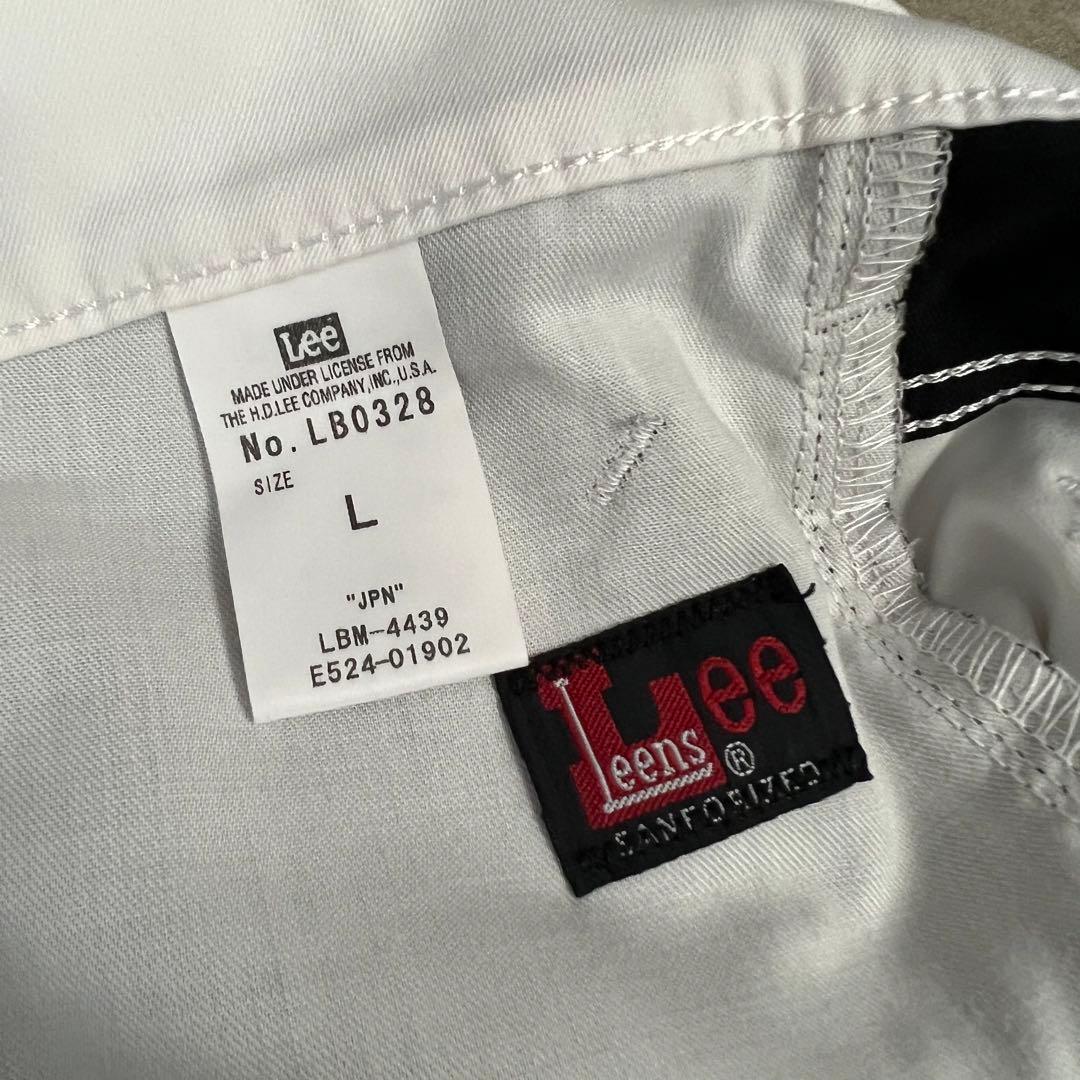 Lee
MADE UNDER LICENSE FROM
THE H.D.LEE COMPANY,INC.,U.S.A.
No. LB0328
SIZE
L
"JPN"
LBM-4439
E524-01902
Lee
Leens®
SANFORIZED